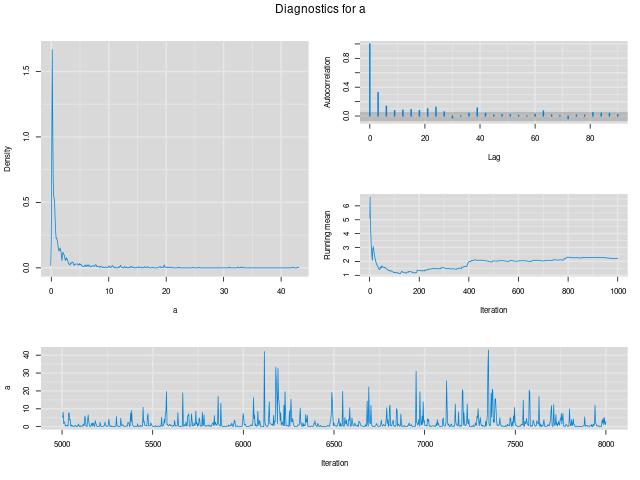 Diagnostics for a
Density
0.0 0.5 1.0 1.5
0 10 20 30 40
a
Autocorrelation
0.0 0.4 0.8
0 20 40 60 80
Lag
Running mean
1 2 3 4 5 6
0 200 400 600 800 1000
Iteration
a
0 10 20 30 40
5000 5500 6000 6500 7000 7500 8000
Iteration